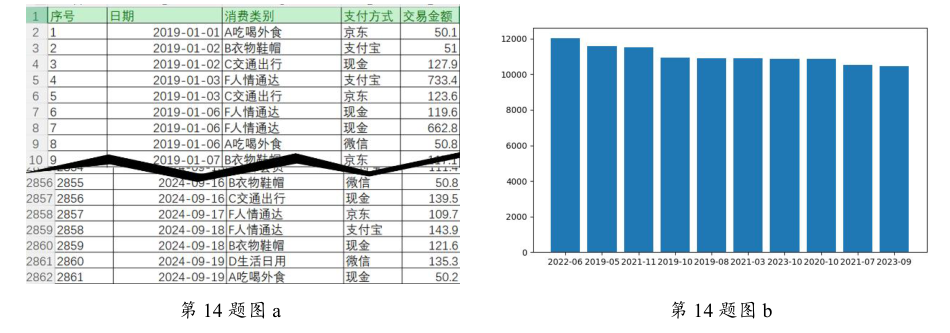 1 序号 日期 消费类别 支付方式 交易金额
2 1 2019-01-01 A吃喝外食 京东 50.1
3 2 2019-01-02 B衣物鞋帽 支付宝 51
4 3 2019-01-02 C交通出行 现金 127.9
5 4 2019-01-03 F人情通达 支付宝 733.4
6 5 2019-01-03 C交通出行 京东 123.6
7 6 2019-01-06 F人情通达 现金 119.6
8 7 2019-01-06 F人情通达 现金 662.8
9 8 2019-01-06 A吃喝外食 微信 50.8
10 9 2019-01-07 B衣物鞋帽 京东
2856 2855 2024-09-16 B衣物鞋帽 微信 50.8
2857 2856 2024-09-16 C交通出行 现金 139.5
2858 2857 2024-09-17 F人情通达 京东 109.7
2859 2858 2024-09-18 F人情通达 支付宝 143.9
2860 2859 2024-09-18 B衣物鞋帽 现金 121.6
2861 2860 2024-09-19 D生活日用 微信 135.3
2862 2861 2024-09-19 A吃喝外食 现金 50.2
第 14 题图 a
12000
10000
8000
6000
4000
2000
0
2022-06 2019-05 2021-11 2019-10 2019-08 2021-03 2023-10 2020-10 2021-07 2023-09
第 14 题图 b